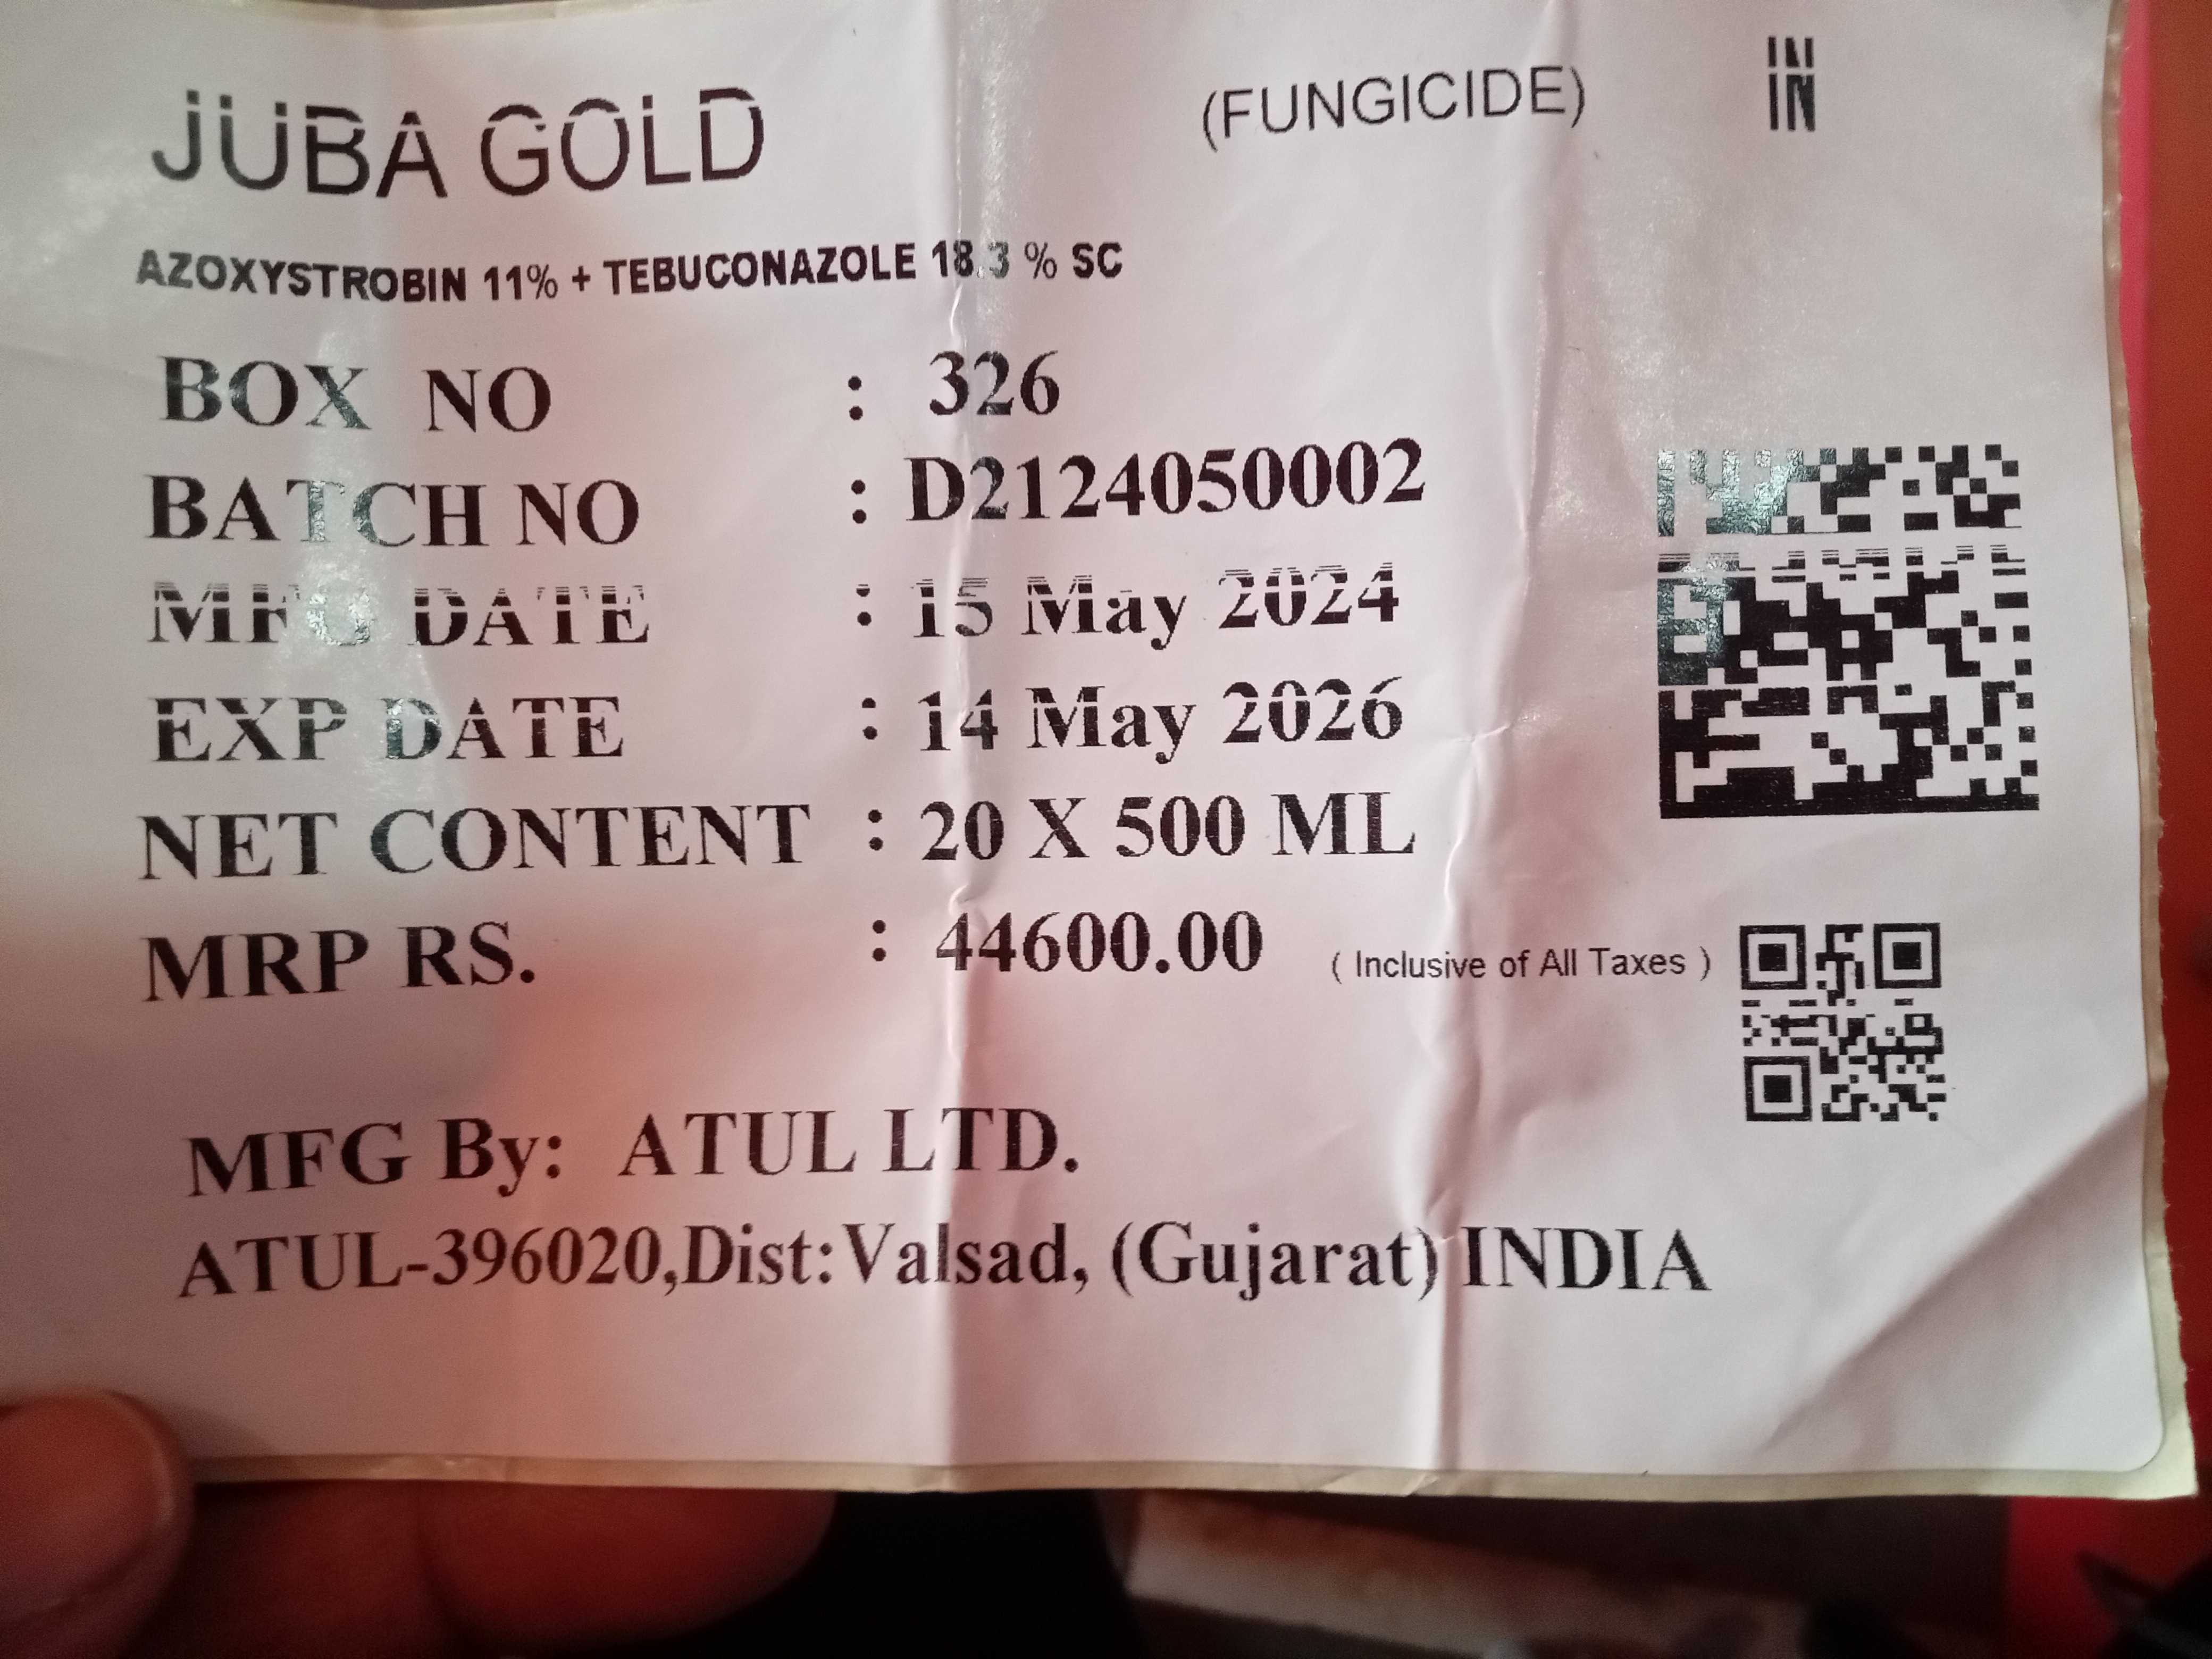 JUBA GOLD (FUNGICIDE) IN
AZOXYSTROBIN 11% + TEBUCONAZOLE 18.3 % SC
BOX NO : 326
BATCH NO : D2124050002
MFG DATE : 15 May 2024
EXP DATE : 14 May 2026
NET CONTENT : 20 X 500 ML
MRP RS. : 44600.00 ( Inclusive of All Taxes )
MFG By: ATUL LTD.
ATUL-396020,Dist:Valsad, (Gujarat) INDIA